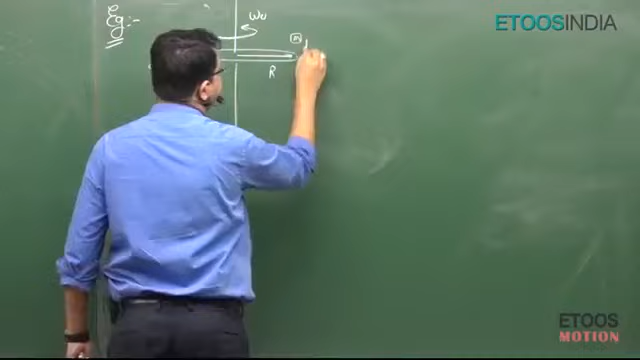 Eg:-
ω₀
m
R
ETOOSINDIA
ETOOS
MOTION